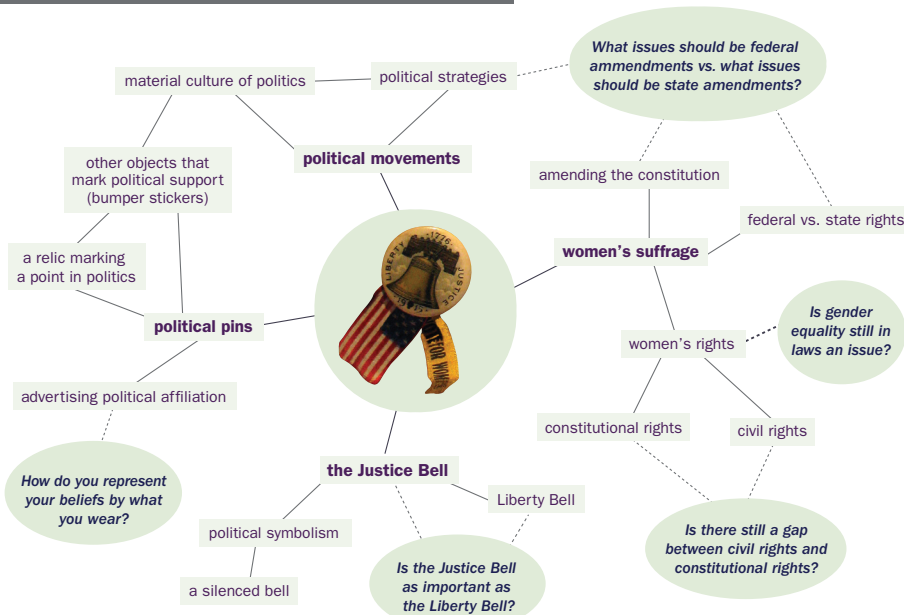 What issues should be federal
ammendments vs. what issues
should be state amendments?
material culture of politics
political strategies
other objects that
mark political support
(bumper stickers)
political movements
amending the constitution
federal vs. state rights
a relic marking
a point in politics
women's suffrage
1776
LIBERTY
JUSTICE
1915
political pins
Is gender
equality still in
laws an issue?
women's rights
advertising political affiliation
constitutional rights
civil rights
How do you represent
your beliefs by what
you wear?
the Justice Bell
Liberty Bell
political symbolism
Is there still a gap
between civil rights and
constitutional rights?
a silenced bell
Is the Justice Bell
as important as
the Liberty Bell?